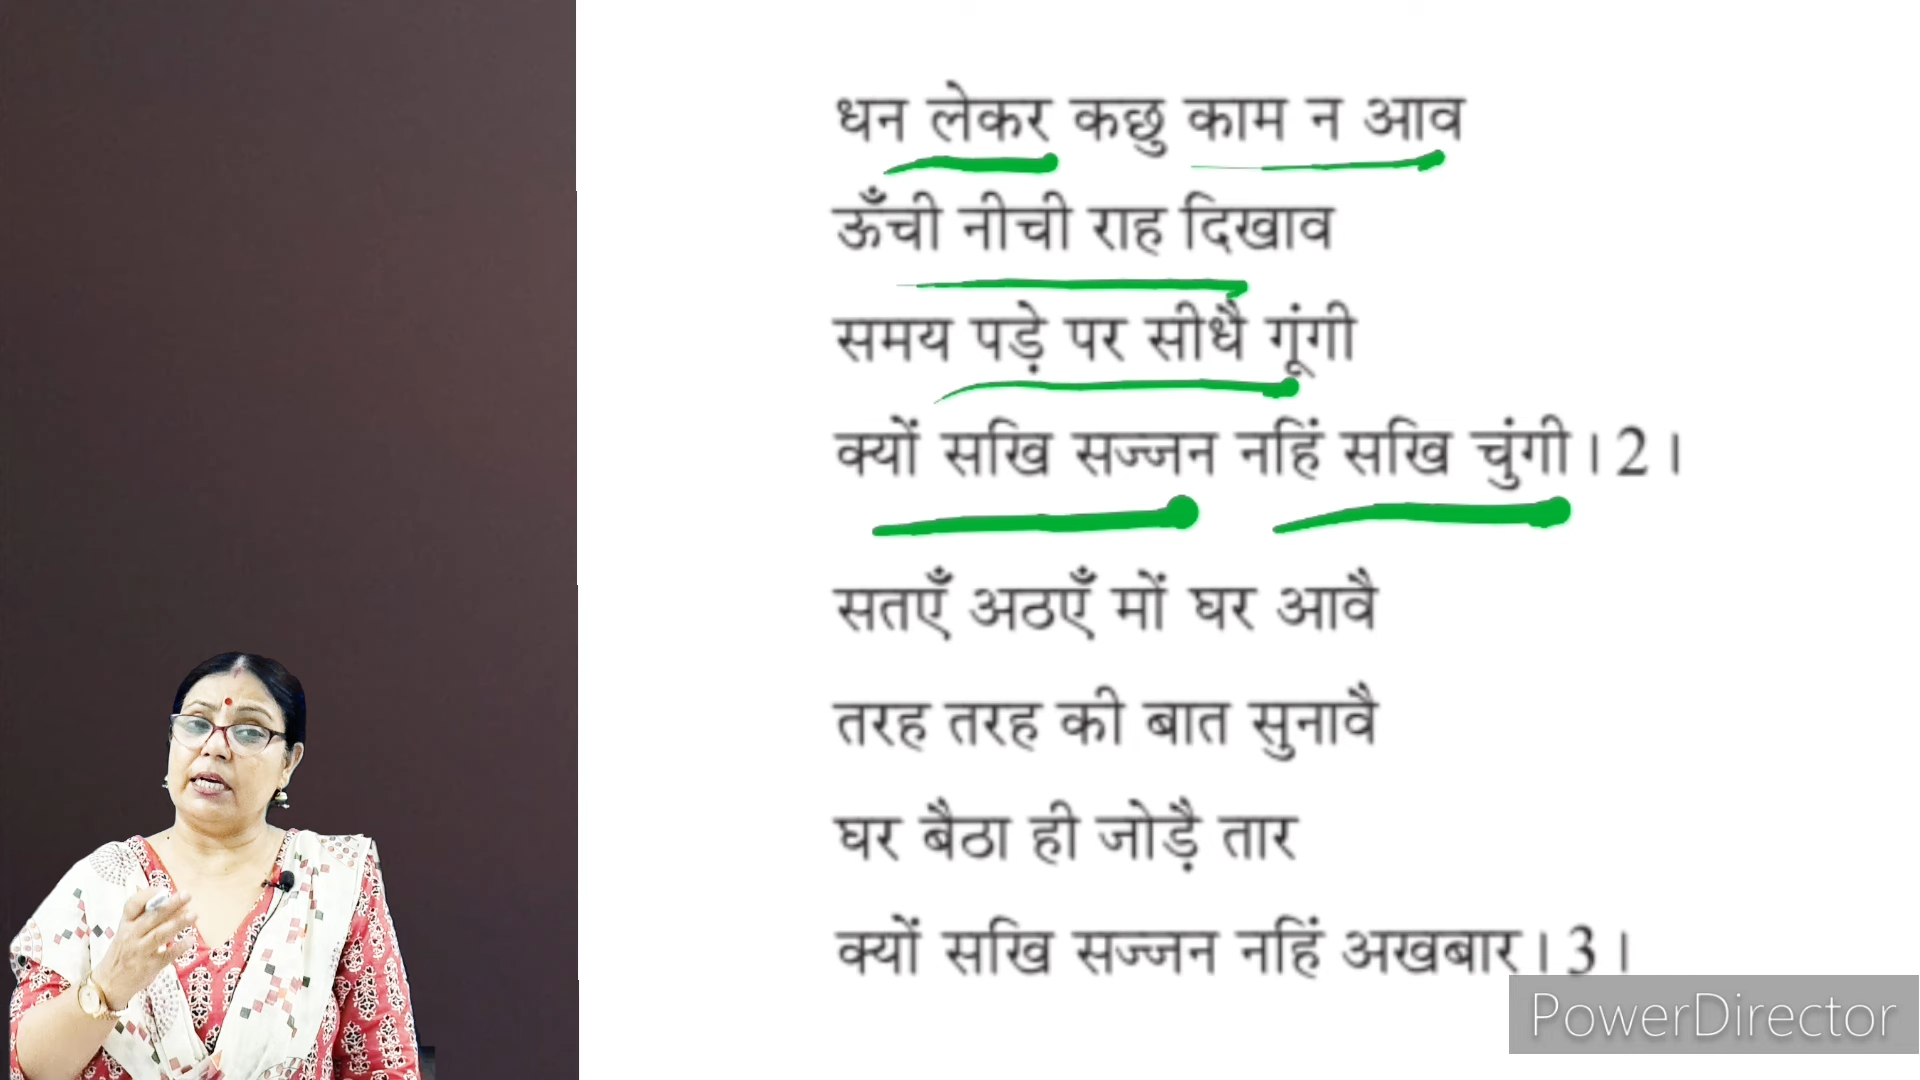 धन लेकर कछु काम न आव
ऊँची नीची राह दिखाव
समय पड़े पर सीधै गूंगी
क्यों सखि सज्जन नहिं सखि चुंगी । 2 ।
सतएँ अठएँ मों घर आवै
तरह तरह की बात सुनावै
घर बैठा ही जोड़ै तार
क्यों सखि सज्जन नहिं अखबार । 3 ।
PowerDirector